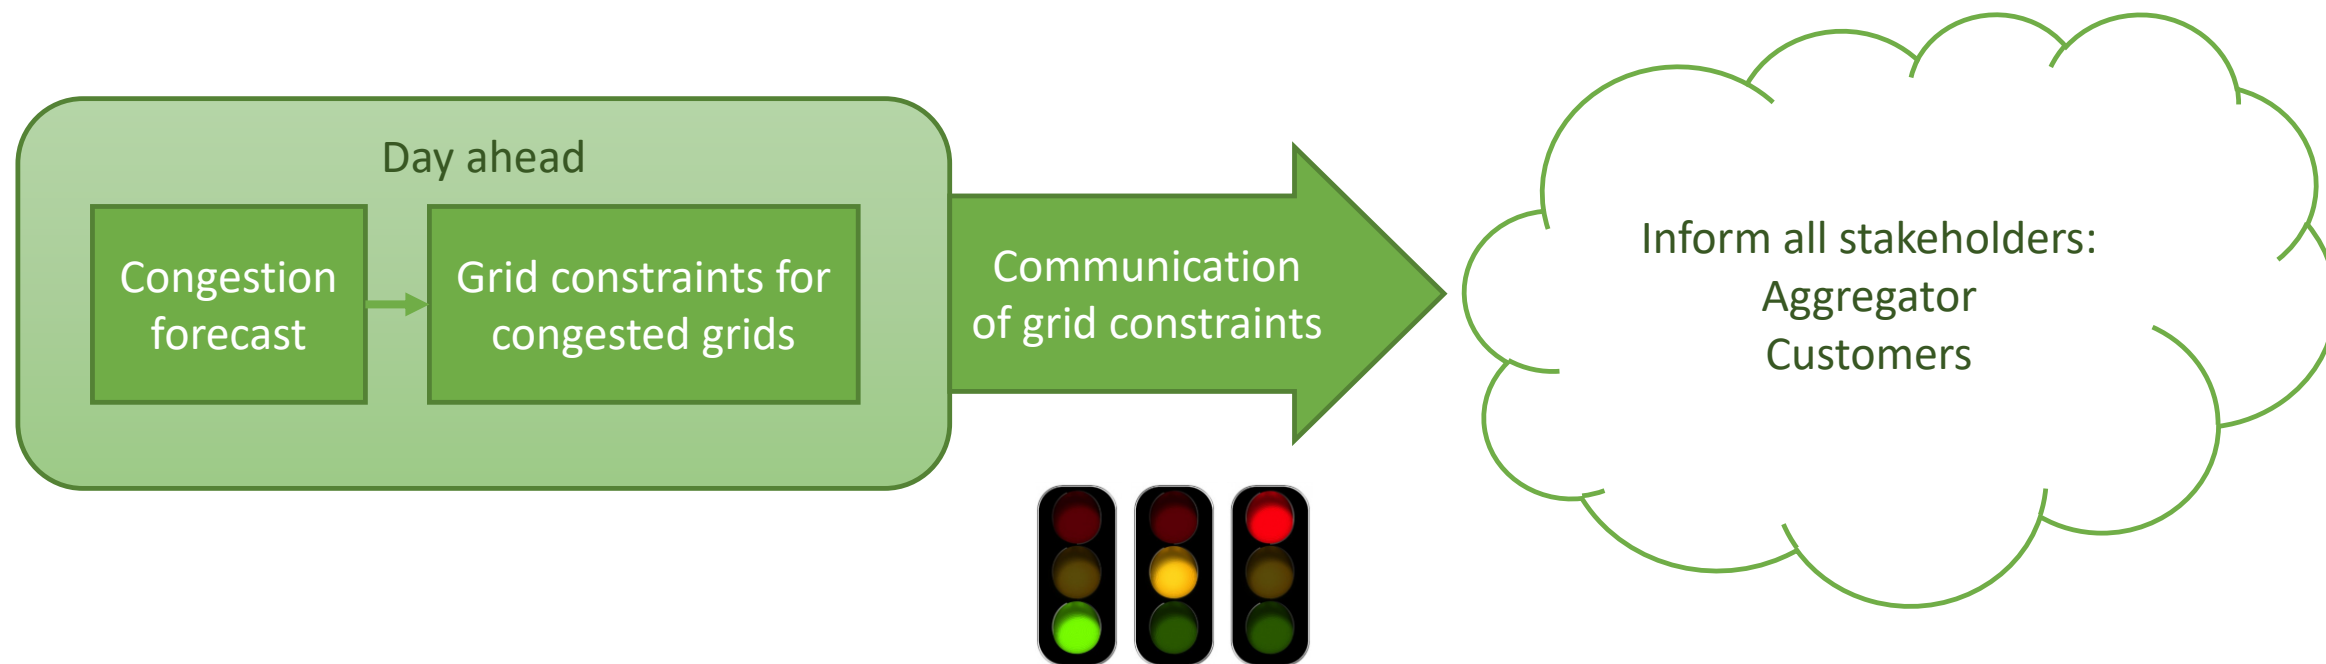 Day ahead
Congestion
forecast
Grid constraints for
congested grids
Communication
of grid constraints
Inform all stakeholders:
Aggregator
Customers